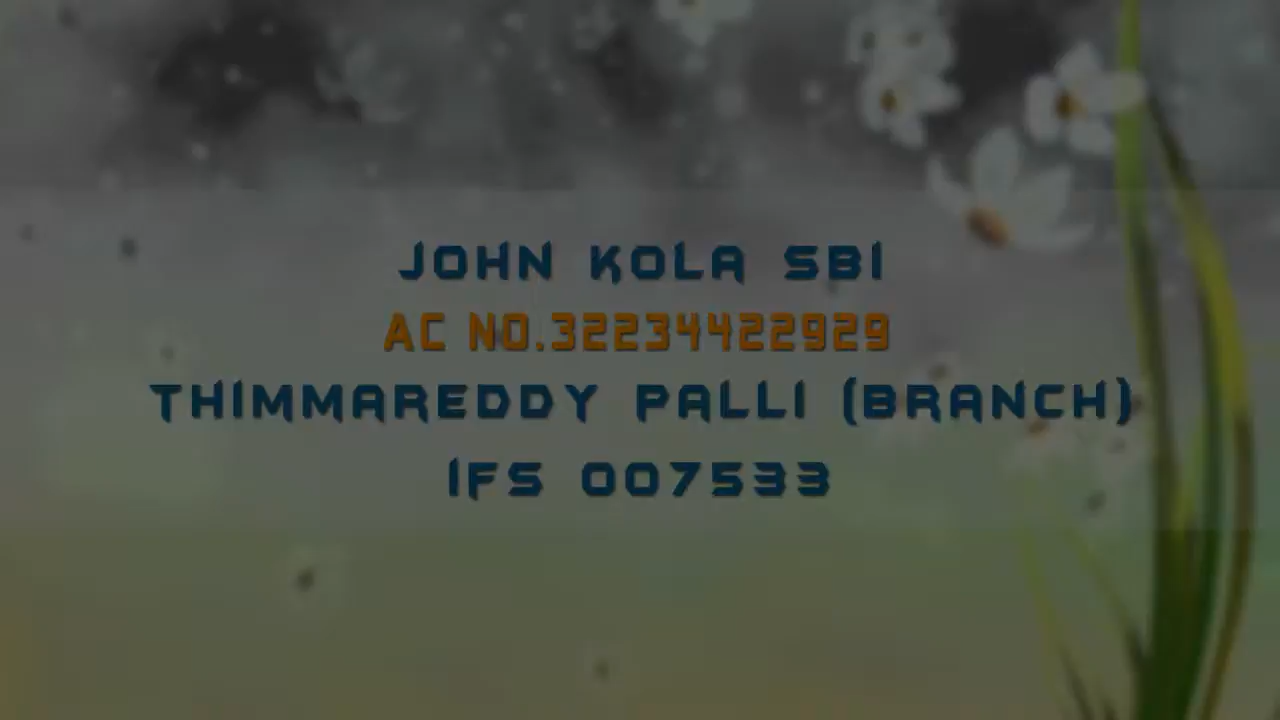 JOHN KOLA SBI
AC NO.32234422929
THIMMAREDDY PALLI (BRANCH)
IFS 007533